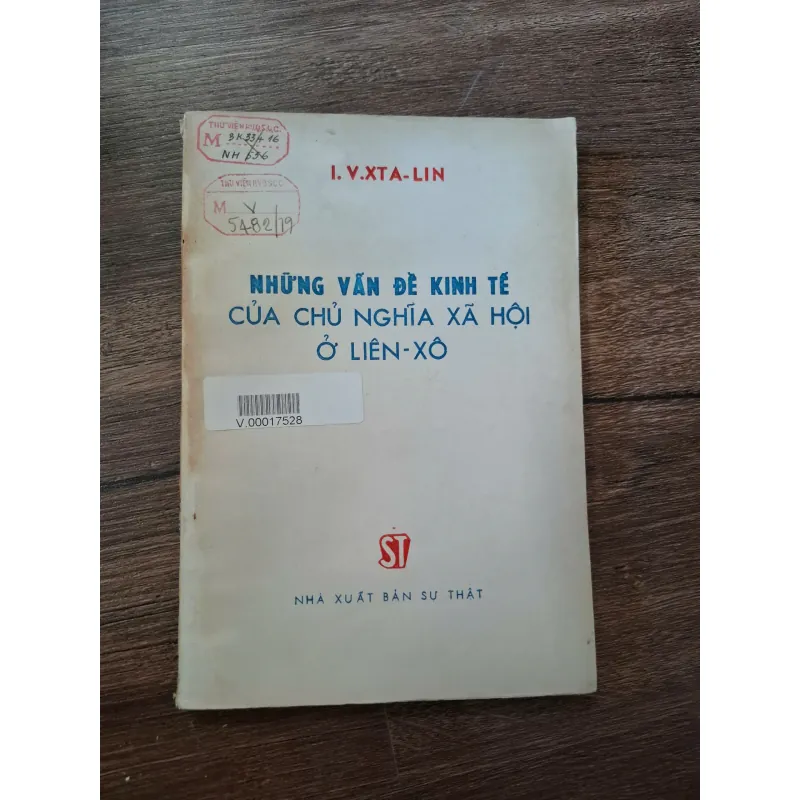 M
NH 536
M V
5482/19
I. V. XTA-LIN
NHỮNG VẤN ĐỀ KINH TẾ
CỦA CHỦ NGHĨA XÃ HỘI
Ở LIÊN-XÔ
V.00017528
ST
NHÀ XUẤT BẢN SỰ THẬT